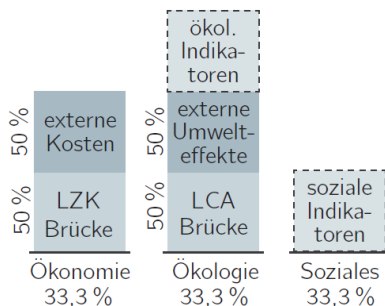 ökol.
Indika-
toren
50 %
externe
Kosten
50 %
externe
Umwelt-
effekte
50 %
LZK
Brücke
50 %
LCA
Brücke
soziale
Indika-
toren
Ökonomie
33,3 %
Ökologie
33,3 %
Soziales
33,3 %